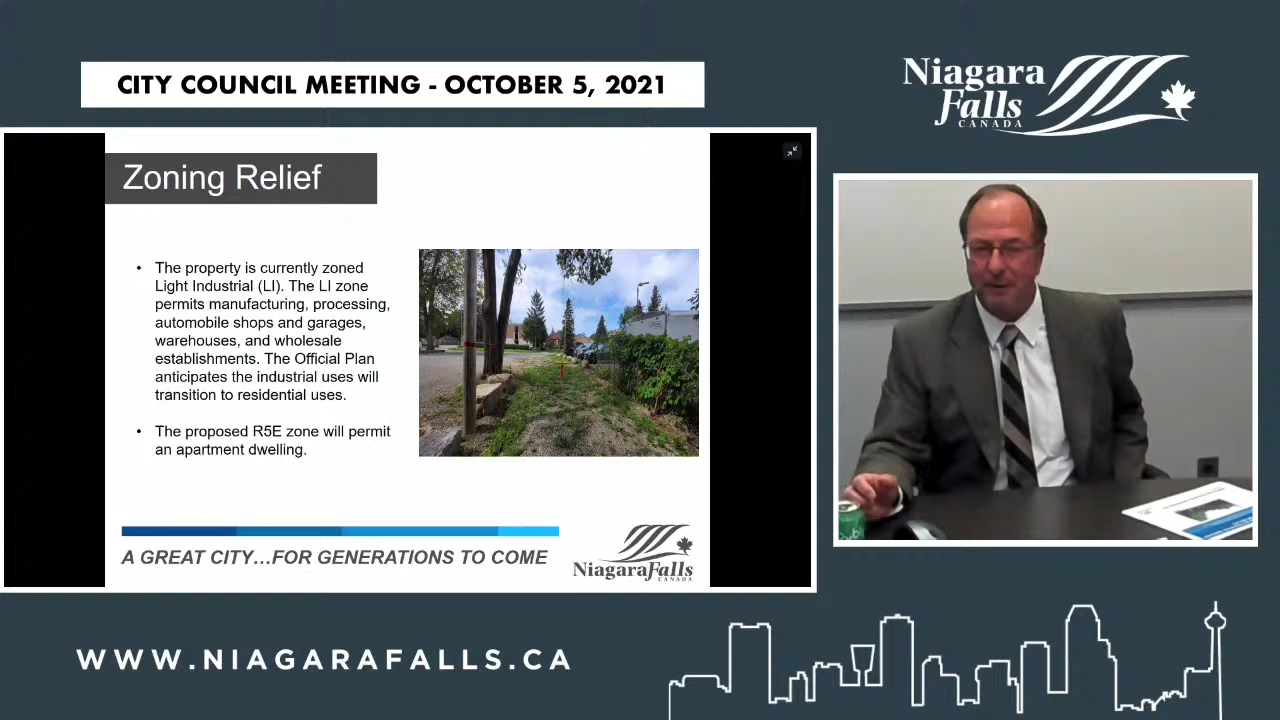 CITY COUNCIL MEETING - OCTOBER 5, 2021
Niagara
Falls
CANADA
Zoning Relief
• The property is currently zoned
Light Industrial (LI). The LI zone
permits manufacturing, processing,
automobile shops and garages,
warehouses, and wholesale
establishments. The Official Plan
anticipates the industrial uses will
transition to residential uses.
• The proposed R5E zone will permit
an apartment dwelling.
A GREAT CITY...FOR GENERATIONS TO COME
NiagaraFalls
CANADA
WWW.NIAGARAFALLS.CA